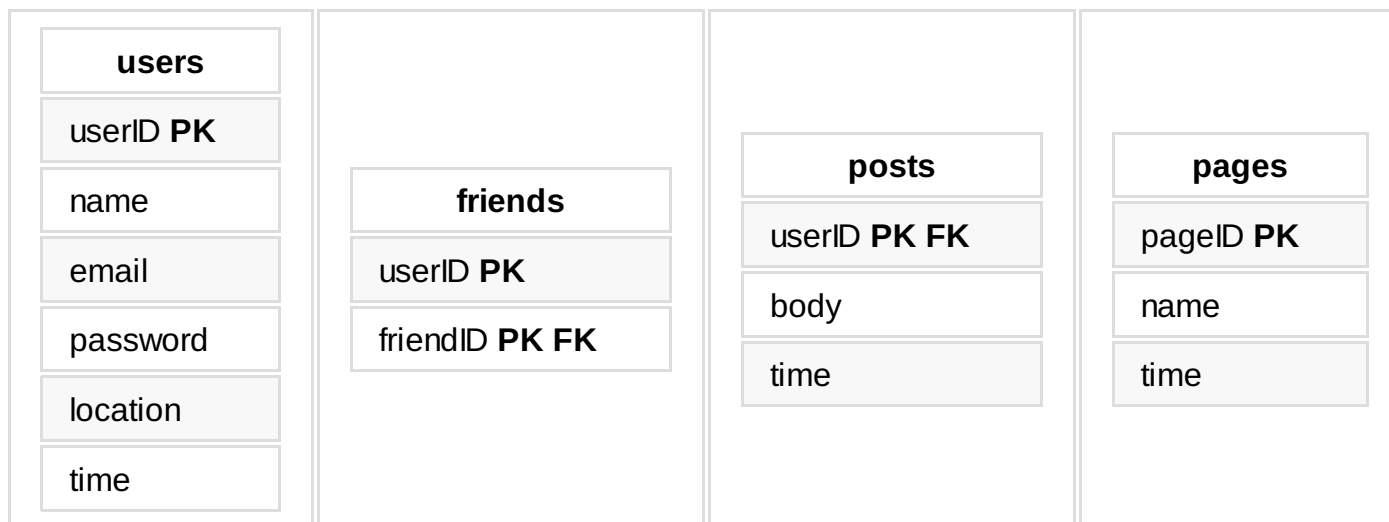 users
userID PK
name
email
password
location
time
friends
userID PK
friendID PK FK
posts
userID PK FK
body
time
pages
pageID PK
name
time